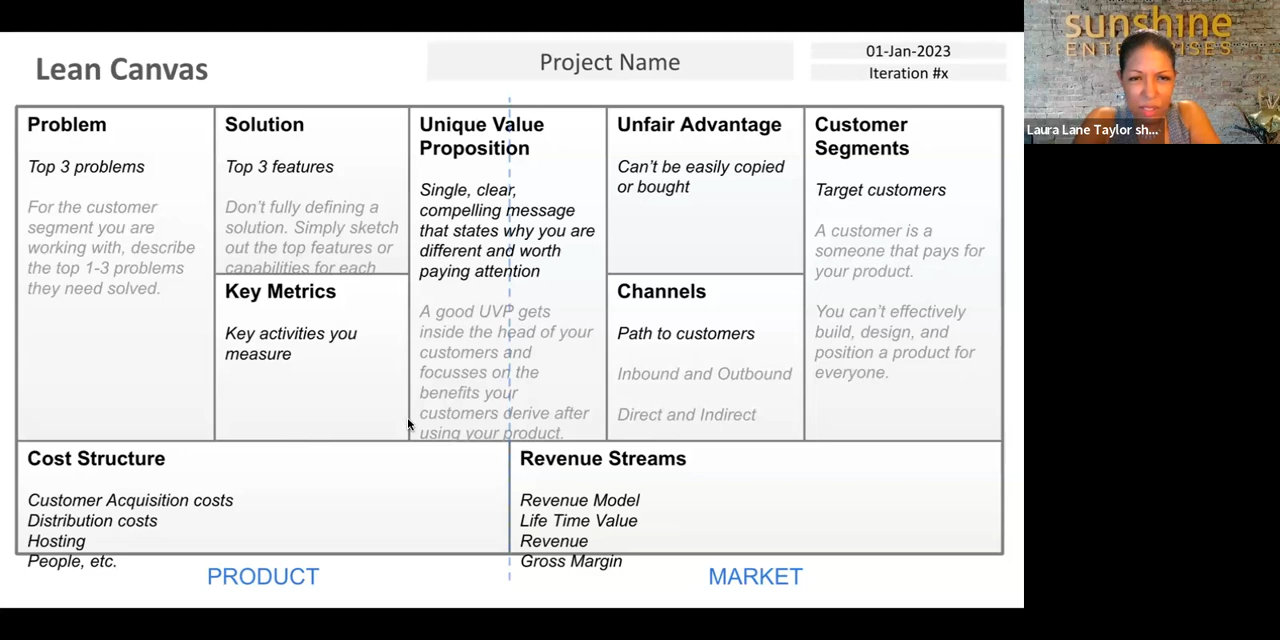 Lean Canvas
Project Name
01-Jan-2023
Iteration #x
Problem
Top 3 problems
For the customer
segment you are
working with, describe
the top 1-3 problems
they need solved.
Solution
Top 3 features
Don't fully defining a
solution. Simply sketch
out the top features or
capabilities for each
Key Metrics
Key activities you
measure
Unique Value
Proposition
Single, clear,
compelling message
that states why you are
different and worth
paying attention
A good UVP gets
inside the head of your
customers and
focusses on the
benefits your
customers derive after
using your product.
Unfair Advantage
Can't be easily copied
or bought
Channels
Path to customers
Inbound and Outbound
Direct and Indirect
Customer
Segments
Target customers
A customer is a
someone that pays for
your product.
You can't effectively
build, design, and
position a product for
everyone.
Cost Structure
Customer Acquisition costs
Distribution costs
Hosting
People, etc.
Revenue Streams
Revenue Model
Life Time Value
Revenue
Gross Margin
PRODUCT
MARKET
sunshine
ENTERPRISES
Laura Lane Taylor sh...